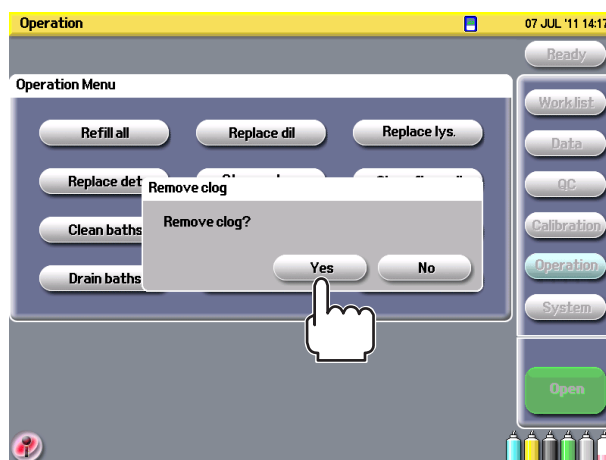 Operation
07 JUL '11 14:17
Ready
Operation Menu
Work list
Refill all
Replace dil
Replace lys.
Data
Replace det
Remove clog
QC
Remove clog?
Clean baths
Calibration
Yes
No
Operation
Drain baths
System
Open